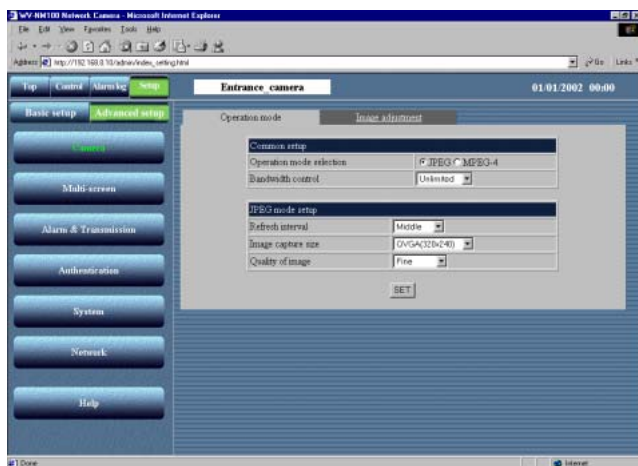 WV-NM100 Network Camera - Microsoft Internet Explorer
File Edit View Favorites Tools Help
Address http://192.168.0.10/admin/index_setting.html Go Links
Top Control Alarm log Setup
Entrance_camera
01/01/2002 00:00
Basic setup Advanced setup
Operation mode Image adjustment
Camera
Multi-screen
Alarm & Transmission
Authentication
System
Network
Help
Common setup
Operation mode selection JPEG MPEG-4
Bandwidth control Unlimited
JPEG mode setup
Refresh interval Middle
Image capture size QVGA(320x240)
Quality of image Fine
SET
Done Internet